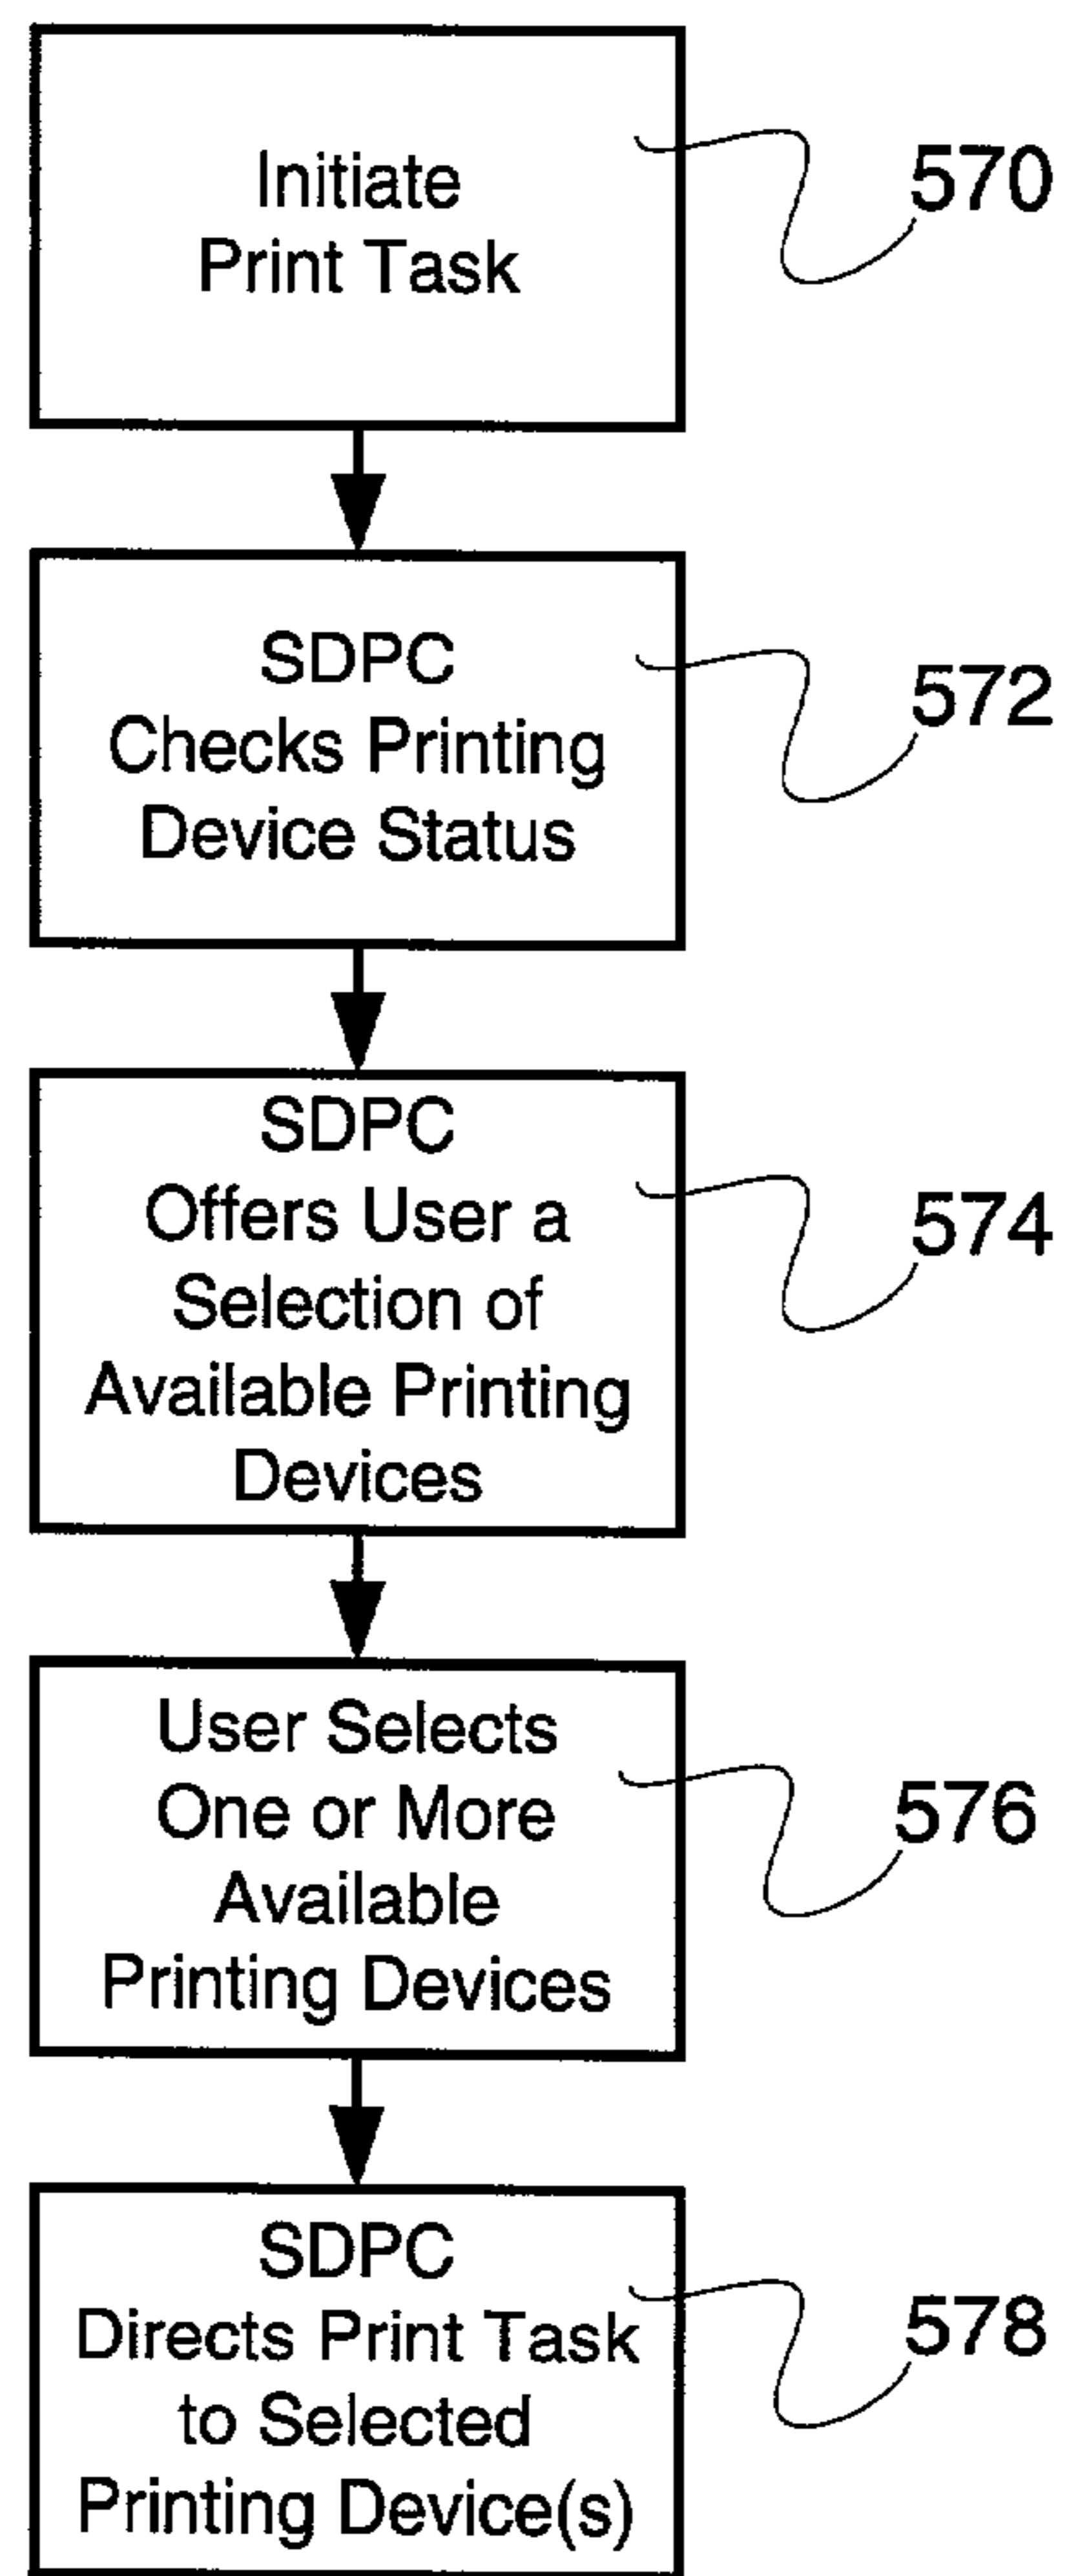 Initiate
Print Task
570
SDPC
Checks Printing
Device Status
572
SDPC
Offers User a
Selection of
Available Printing
Devices
574
User Selects
One or More
Available
Printing Devices
576
SDPC
Directs Print Task
to Selected
Printing Device(s)
578